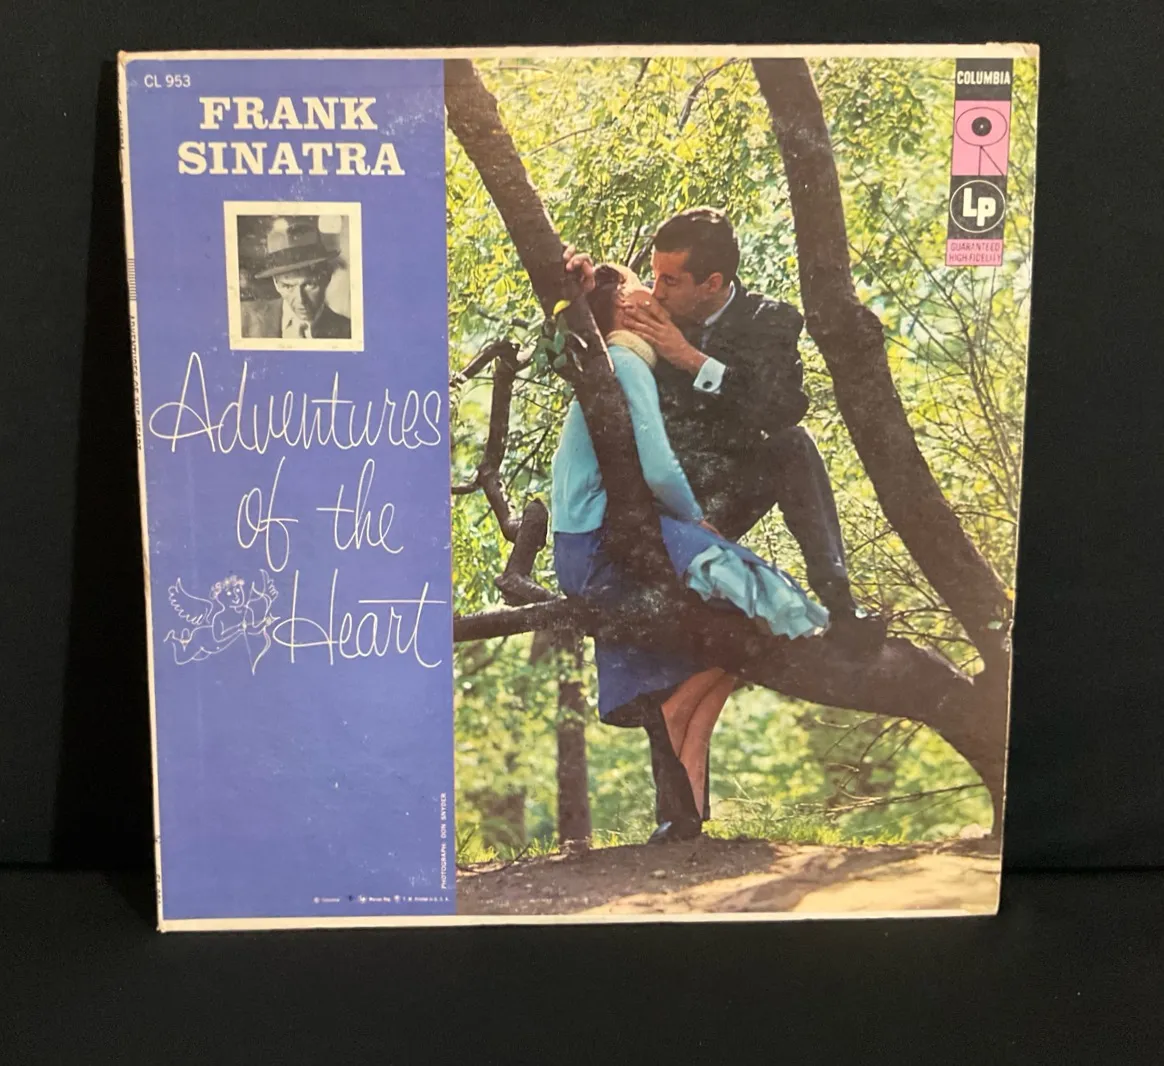 CL 953
FRANK
SINATRA
Adventures
of the
Heart
COLUMBIA
Lp
GUARANTEED
HIGH FIDELITY
PHOTOGRAPH: DON SNYDER